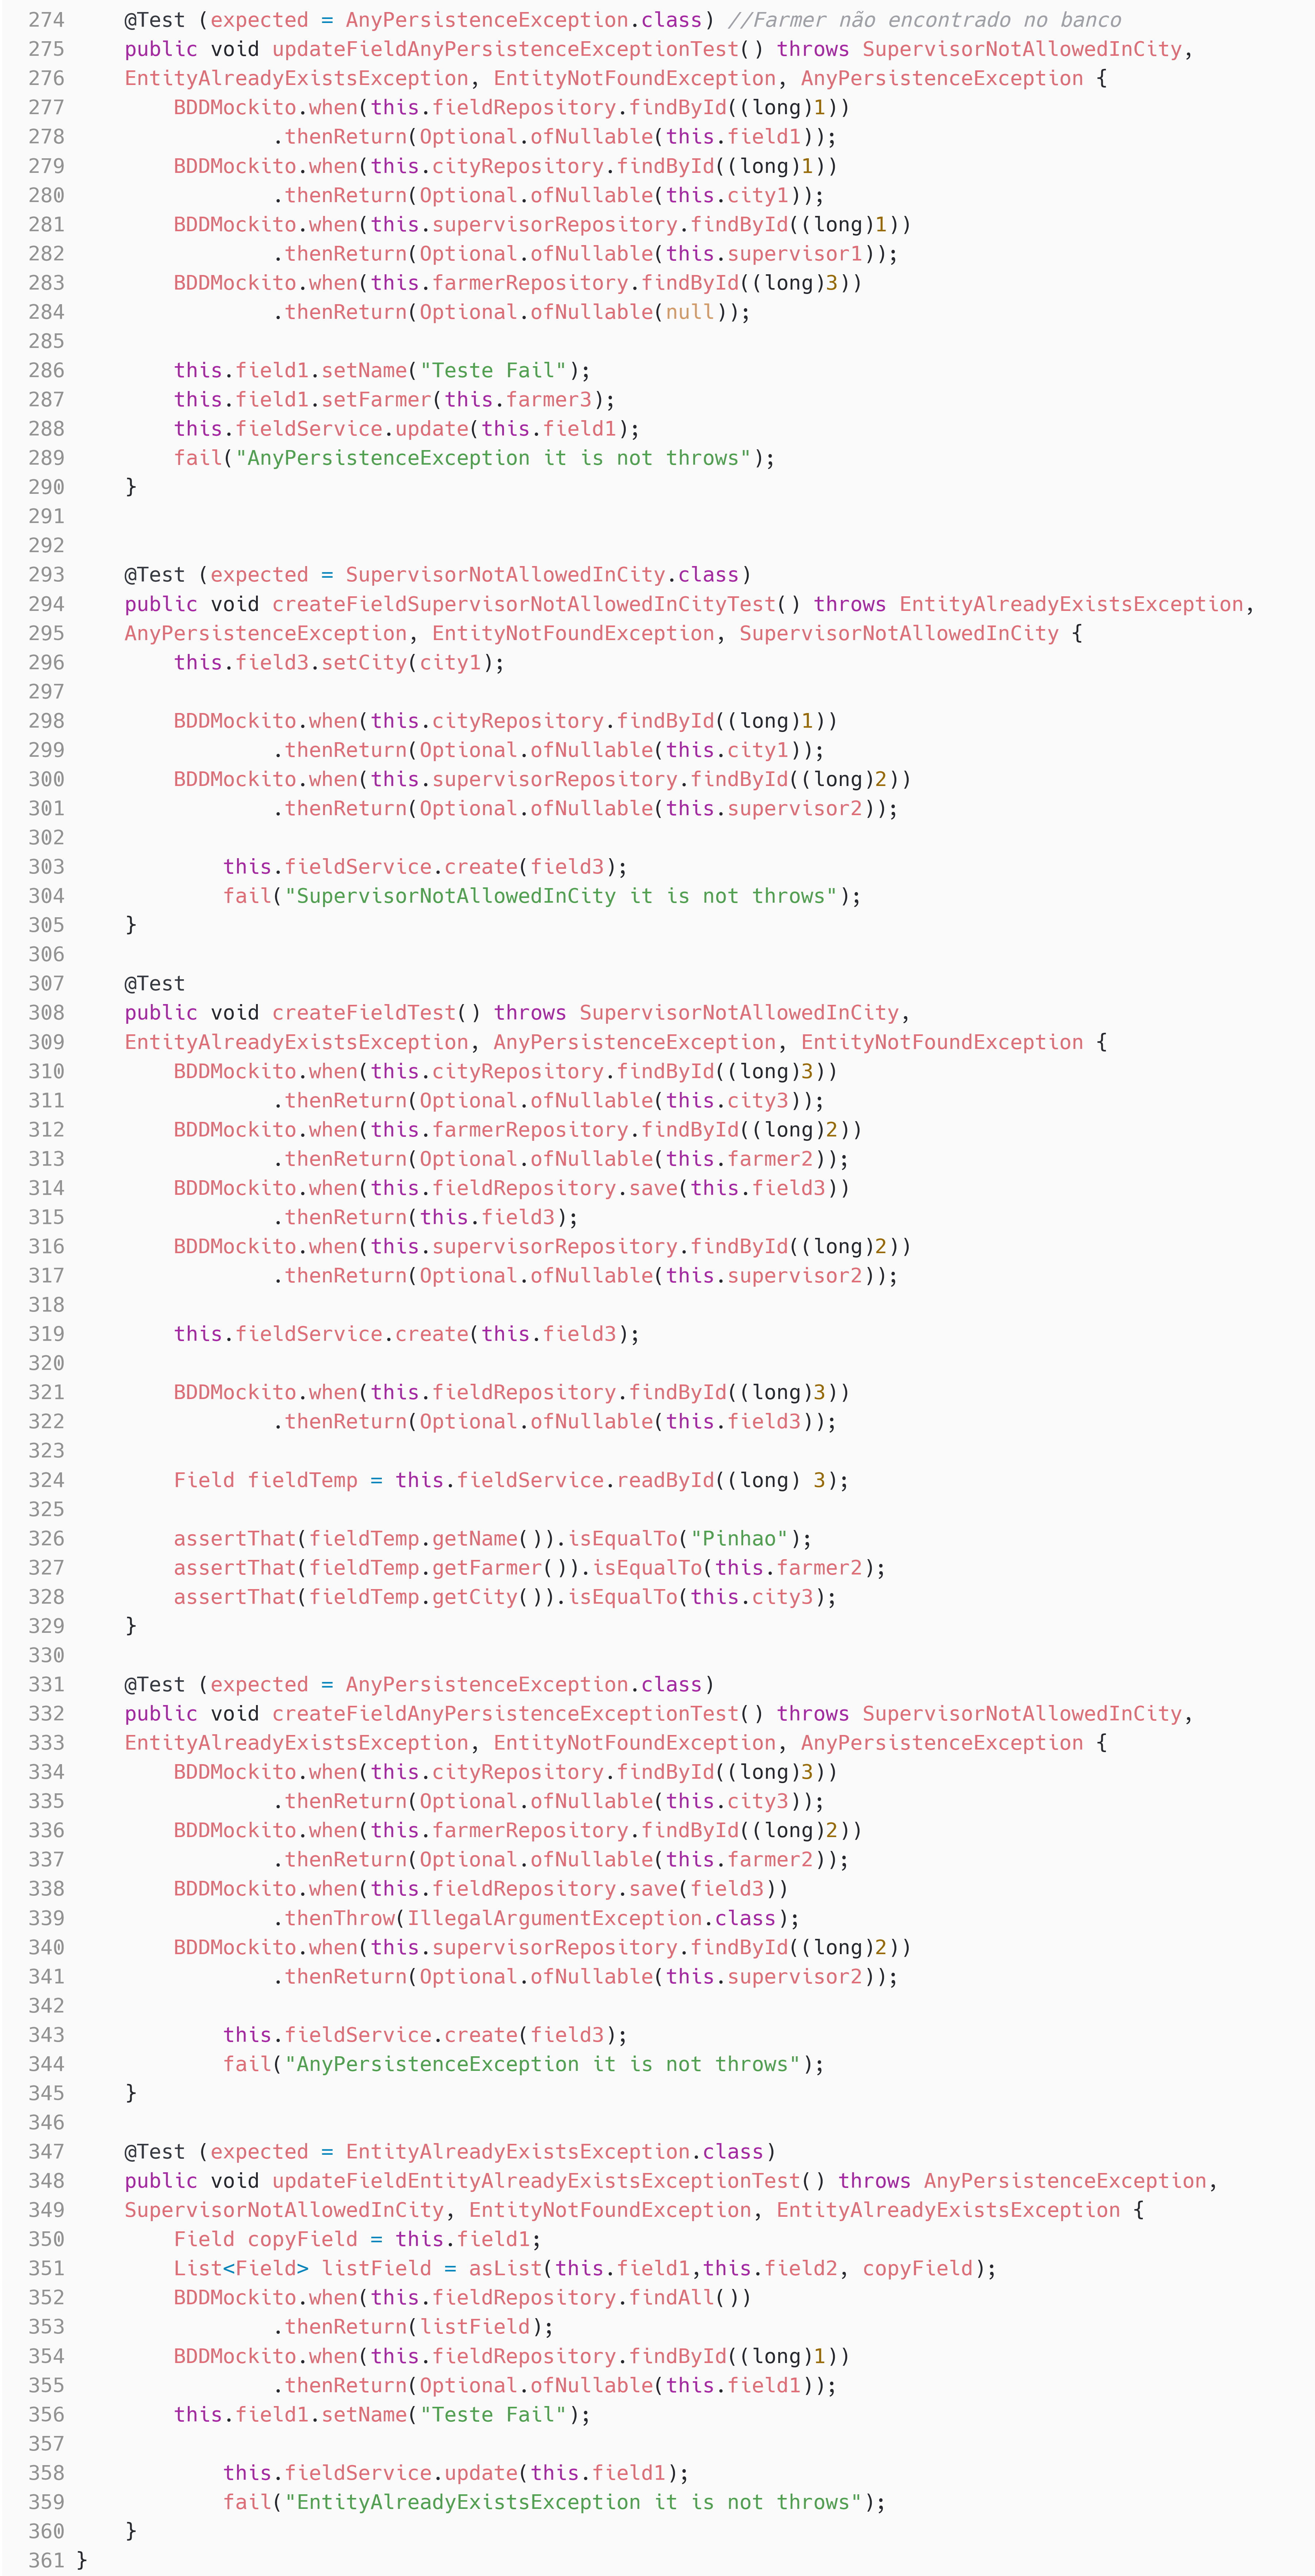 274     @Test (expected = AnyPersistenceException.class) //Farmer não encontrado no banco
275     public void updateFieldAnyPersistenceExceptionTest() throws SupervisorNotAllowedInCity,
276     EntityAlreadyExistsException, EntityNotFoundException, AnyPersistenceException {
277         BDDMockito.when(this.fieldRepository.findById((long)1))
278                 .thenReturn(Optional.ofNullable(this.field1));
279         BDDMockito.when(this.cityRepository.findById((long)1))
280                 .thenReturn(Optional.ofNullable(this.city1));
281         BDDMockito.when(this.supervisorRepository.findById((long)1))
282                 .thenReturn(Optional.ofNullable(this.supervisor1));
283         BDDMockito.when(this.farmerRepository.findById((long)3))
284                 .thenReturn(Optional.ofNullable(null));
285
286         this.field1.setName("Teste Fail");
287         this.field1.setFarmer(this.farmer3);
288         this.fieldService.update(this.field1);
289         fail("AnyPersistenceException it is not throws");
290     }
291
292
293     @Test (expected = SupervisorNotAllowedInCity.class)
294     public void createFieldSupervisorNotAllowedInCityTest() throws EntityAlreadyExistsException,
295     AnyPersistenceException, EntityNotFoundException, SupervisorNotAllowedInCity {
296         this.field3.setCity(city1);
297
298         BDDMockito.when(this.cityRepository.findById((long)1))
299                 .thenReturn(Optional.ofNullable(this.city1));
300         BDDMockito.when(this.supervisorRepository.findById((long)2))
301                 .thenReturn(Optional.ofNullable(this.supervisor2));
302
303             this.fieldService.create(field3);
304             fail("SupervisorNotAllowedInCity it is not throws");
305     }
306
307     @Test
308     public void createFieldTest() throws SupervisorNotAllowedInCity,
309     EntityAlreadyExistsException, AnyPersistenceException, EntityNotFoundException {
310         BDDMockito.when(this.cityRepository.findById((long)3))
311                 .thenReturn(Optional.ofNullable(this.city3));
312         BDDMockito.when(this.farmerRepository.findById((long)2))
313                 .thenReturn(Optional.ofNullable(this.farmer2));
314         BDDMockito.when(this.fieldRepository.save(this.field3))
315                 .thenReturn(this.field3);
316         BDDMockito.when(this.supervisorRepository.findById((long)2))
317                 .thenReturn(Optional.ofNullable(this.supervisor2));
318
319         this.fieldService.create(this.field3);
320
321         BDDMockito.when(this.fieldRepository.findById((long)3))
322                 .thenReturn(Optional.ofNullable(this.field3));
323
324         Field fieldTemp = this.fieldService.readById((long) 3);
325
326         assertThat(fieldTemp.getName()).isEqualTo("Pinhao");
327         assertThat(fieldTemp.getFarmer()).isEqualTo(this.farmer2);
328         assertThat(fieldTemp.getCity()).isEqualTo(this.city3);
329     }
330
331     @Test (expected = AnyPersistenceException.class)
332     public void createFieldAnyPersistenceExceptionTest() throws SupervisorNotAllowedInCity,
333     EntityAlreadyExistsException, EntityNotFoundException, AnyPersistenceException {
334         BDDMockito.when(this.cityRepository.findById((long)3))
335                 .thenReturn(Optional.ofNullable(this.city3));
336         BDDMockito.when(this.farmerRepository.findById((long)2))
337                 .thenReturn(Optional.ofNullable(this.farmer2));
338         BDDMockito.when(this.fieldRepository.save(field3))
339                 .thenThrow(IllegalArgumentException.class);
340         BDDMockito.when(this.supervisorRepository.findById((long)2))
341                 .thenReturn(Optional.ofNullable(this.supervisor2));
342
343             this.fieldService.create(field3);
344             fail("AnyPersistenceException it is not throws");
345     }
346
347     @Test (expected = EntityAlreadyExistsException.class)
348     public void updateFieldEntityAlreadyExistsExceptionTest() throws AnyPersistenceException,
349     SupervisorNotAllowedInCity, EntityNotFoundException, EntityAlreadyExistsException {
350         Field copyField = this.field1;
351         List<Field> listField = asList(this.field1,this.field2, copyField);
352         BDDMockito.when(this.fieldRepository.findAll())
353                 .thenReturn(listField);
354         BDDMockito.when(this.fieldRepository.findById((long)1))
355                 .thenReturn(Optional.ofNullable(this.field1));
356         this.field1.setName("Teste Fail");
357
358             this.fieldService.update(this.field1);
359             fail("EntityAlreadyExistsException it is not throws");
360     }
361 }